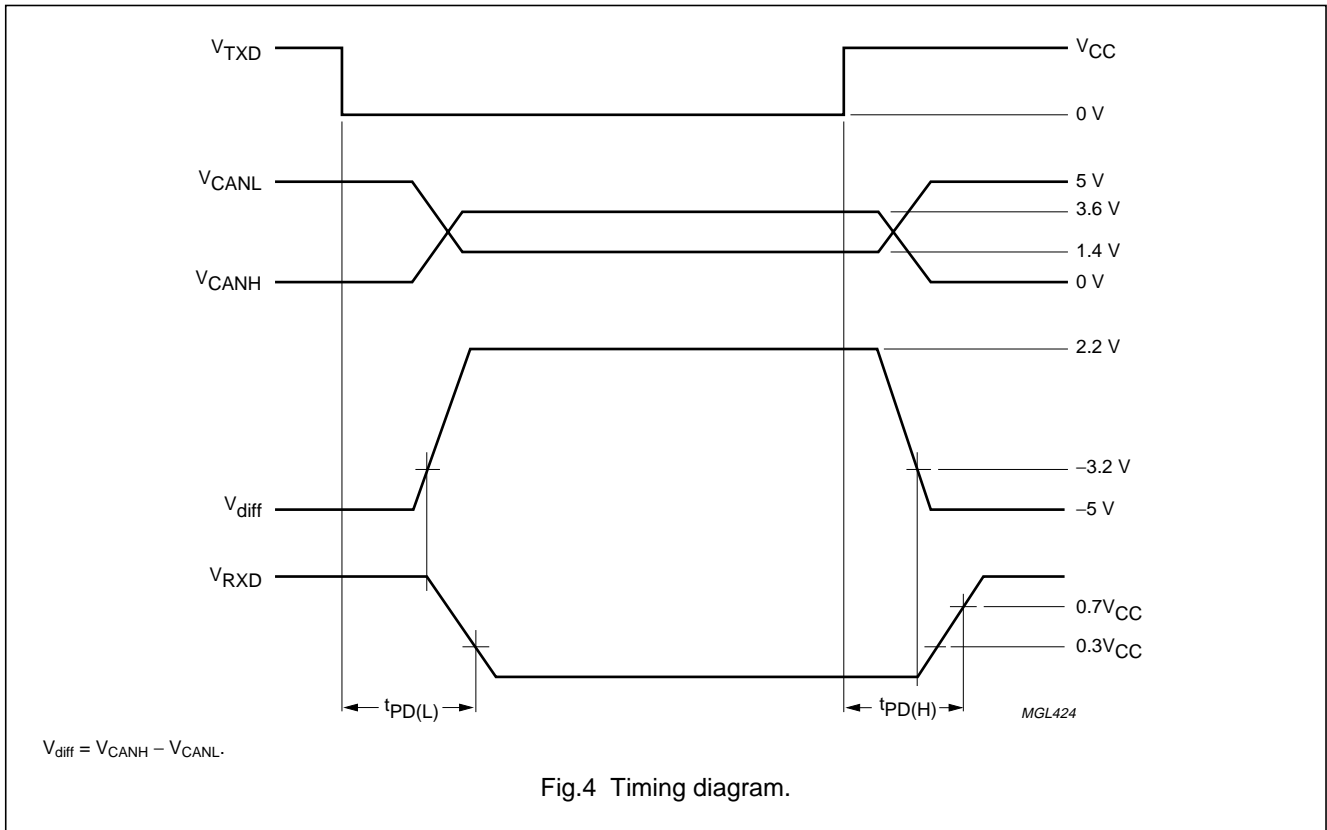 VTXD
VCC
0 V
VCANL
5 V
3.6 V
1.4 V
VCANH
0 V
2.2 V
−3.2 V
Vdiff
−5 V
VRXD
0.7VCC
0.3VCC
tPD(L)
tPD(H)
MGL424
Vdiff = VCANH − VCANL.
Fig.4 Timing diagram.